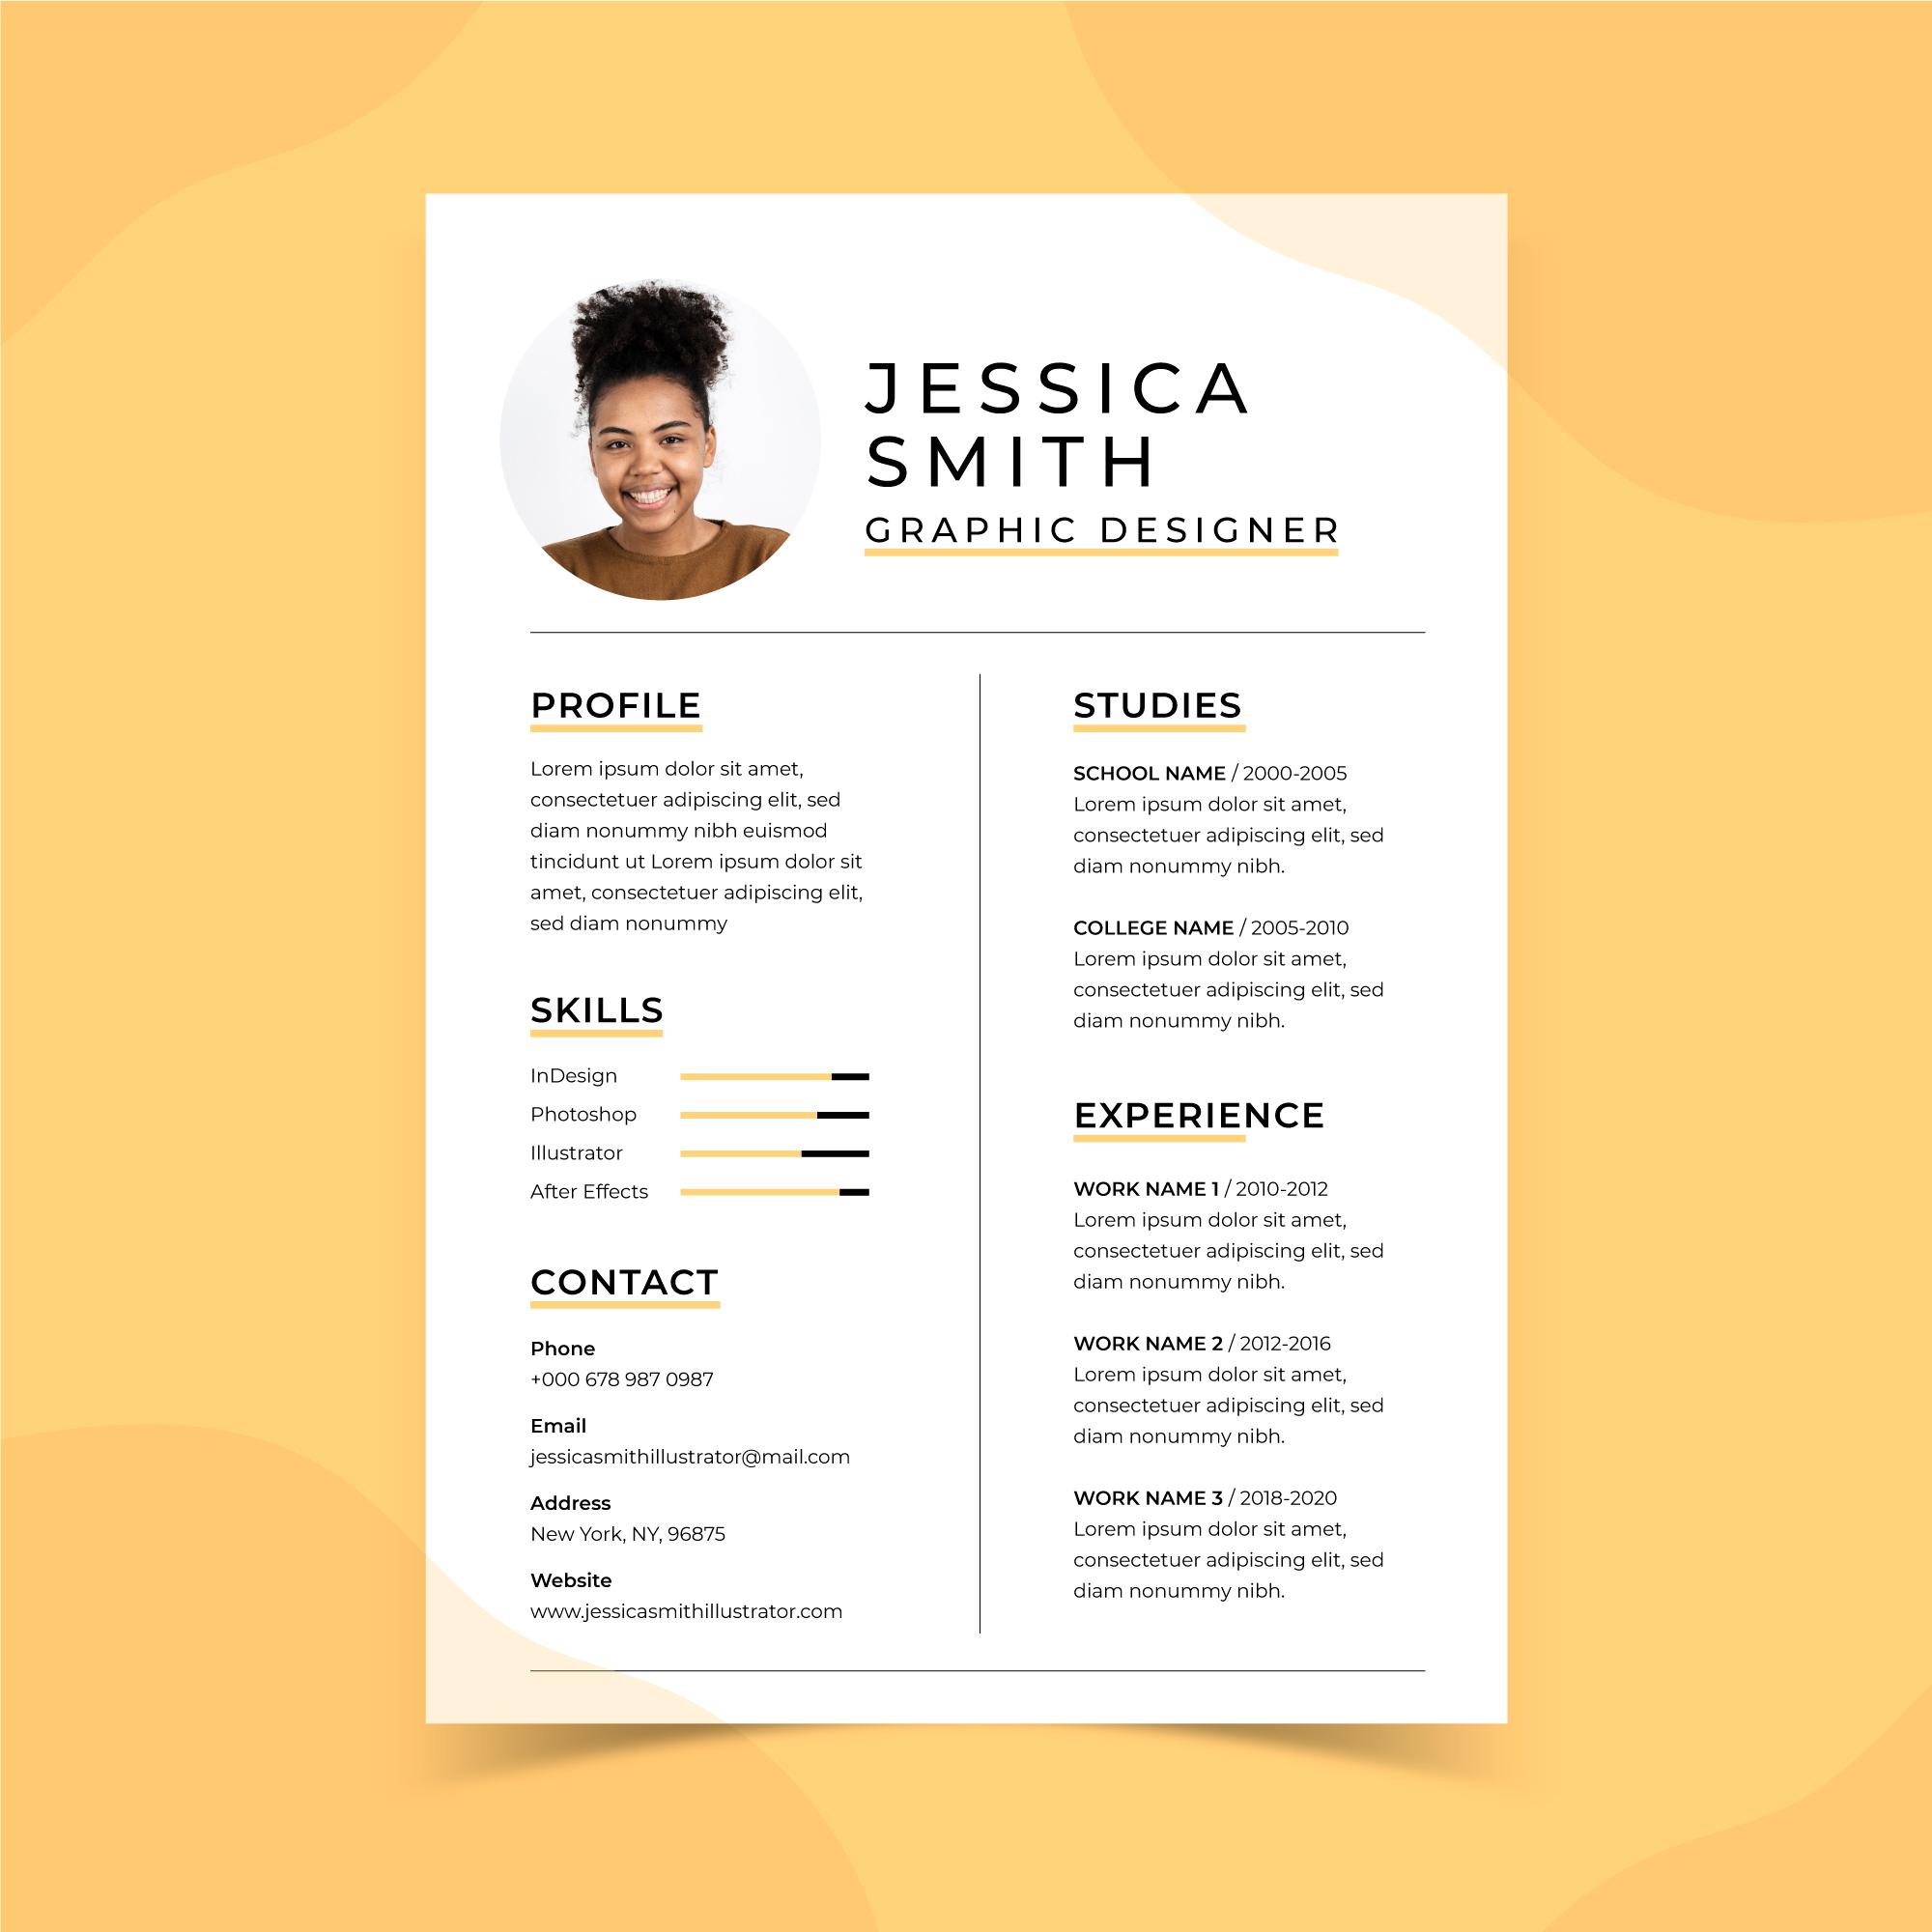 JESSICA
SMITH
GRAPHIC DESIGNER
PROFILE
Lorem ipsum dolor sit amet,
consectetuer adipiscing elit, sed
diam nonummy nibh euismod
tincidunt ut Lorem ipsum dolor sit
amet, consectetuer adipiscing elit,
sed diam nonummy
SKILLS
InDesign
Photoshop
Illustrator
After Effects
CONTACT
Phone
+000 678 987 0987
Email
jessicasmithillustrator@mail.com
Address
New York, NY, 96875
Website
www.jessicasmithillustrator.com
STUDIES
SCHOOL NAME / 2000-2005
Lorem ipsum dolor sit amet,
consectetuer adipiscing elit, sed
diam nonummy nibh.
COLLEGE NAME / 2005-2010
Lorem ipsum dolor sit amet,
consectetuer adipiscing elit, sed
diam nonummy nibh.
EXPERIENCE
WORK NAME 1 / 2010-2012
Lorem ipsum dolor sit amet,
consectetuer adipiscing elit, sed
diam nonummy nibh.
WORK NAME 2 / 2012-2016
Lorem ipsum dolor sit amet,
consectetuer adipiscing elit, sed
diam nonummy nibh.
WORK NAME 3 / 2018-2020
Lorem ipsum dolor sit amet,
consectetuer adipiscing elit, sed
diam nonummy nibh.